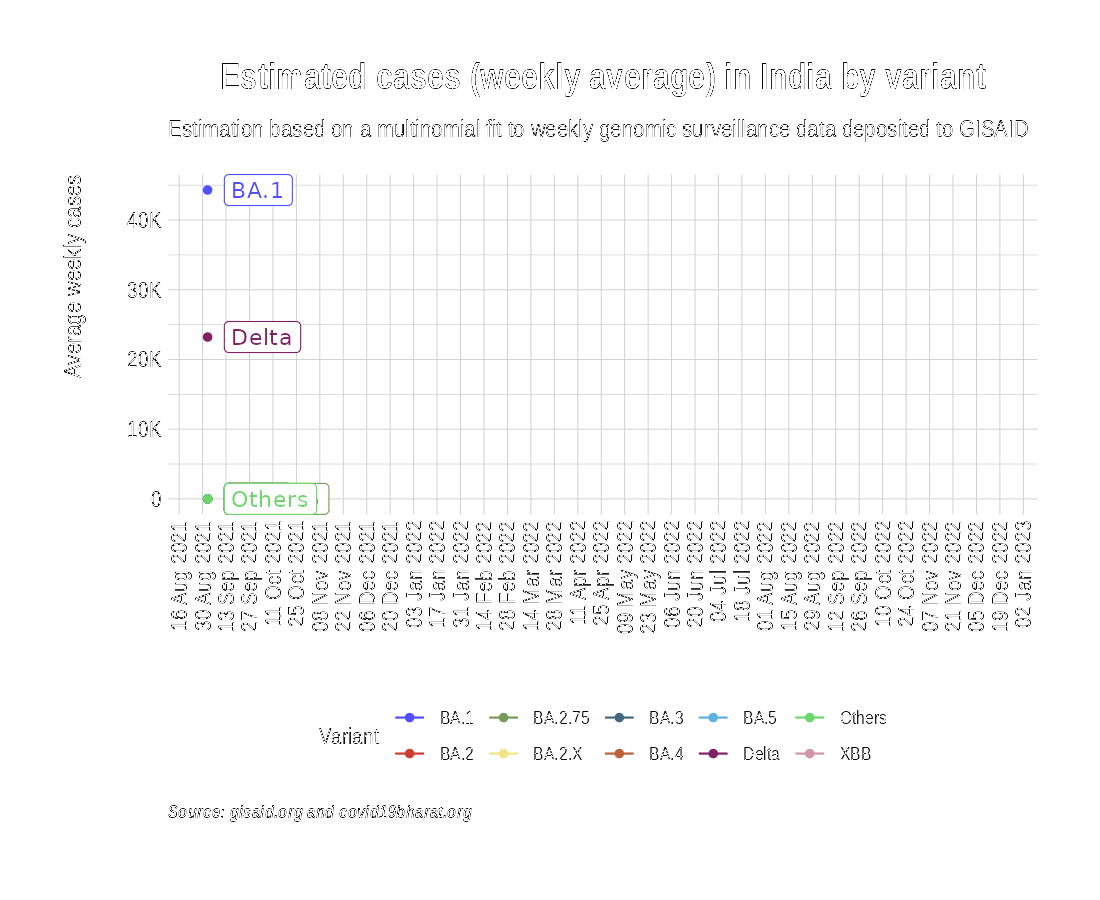 Estimated cases (weekly average) in India by variant
Estimation based on a multinomial fit to weekly genomic surveillance data deposited to GISAID
Average weekly cases
40K
30K
20K
10K
0
BA.1
Delta
Others
16 Aug 2021
30 Aug 2021
13 Sep 2021
27 Sep 2021
11 Oct 2021
25 Oct 2021
08 Nov 2021
22 Nov 2021
06 Dec 2021
20 Dec 2021
03 Jan 2022
17 Jan 2022
31 Jan 2022
14 Feb 2022
28 Feb 2022
14 Mar 2022
28 Mar 2022
11 Apr 2022
25 Apr 2022
09 May 2022
23 May 2022
06 Jun 2022
20 Jun 2022
04 Jul 2022
18 Jul 2022
01 Aug 2022
15 Aug 2022
29 Aug 2022
12 Sep 2022
26 Sep 2022
10 Oct 2022
24 Oct 2022
07 Nov 2022
21 Nov 2022
05 Dec 2022
19 Dec 2022
02 Jan 2023
Variant
BA.1 BA.2.75 BA.3 BA.5 Others
BA.2 BA.2.X BA.4 Delta XBB
Source: gisaid.org and covid19bharat.org